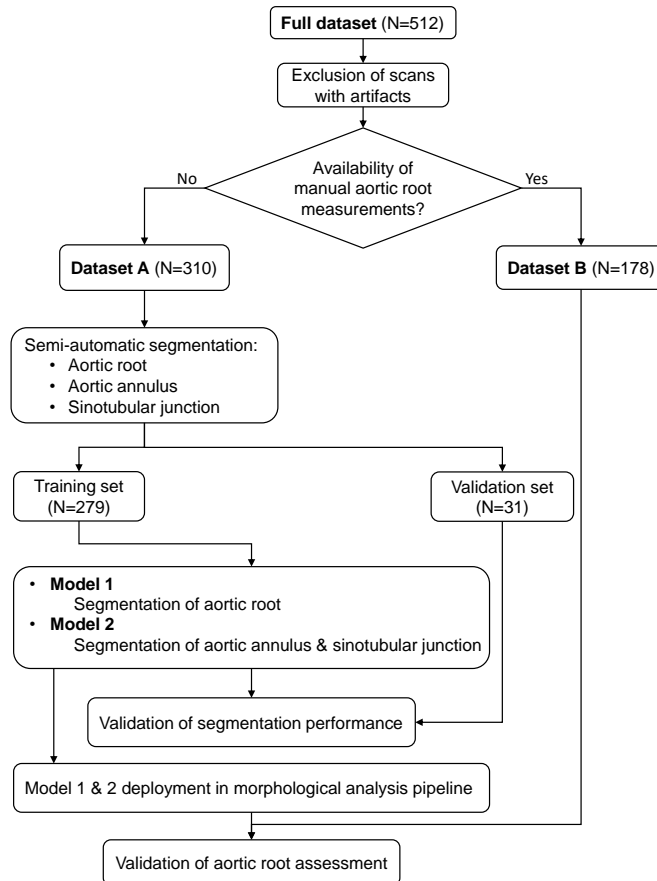 Full dataset (N=512)
Exclusion of scans
with artifacts
Availability of
manual aortic root
measurements?
No
Yes
Dataset A (N=310)
Dataset B (N=178)
Semi-automatic segmentation:
• Aortic root
• Aortic annulus
• Sinotubular junction
Training set
(N=279)
Validation set
(N=31)
• Model 1
Segmentation of aortic root
• Model 2
Segmentation of aortic annulus & sinotubular junction
Validation of segmentation performance
Model 1 & 2 deployment in morphological analysis pipeline
Validation of aortic root assessment